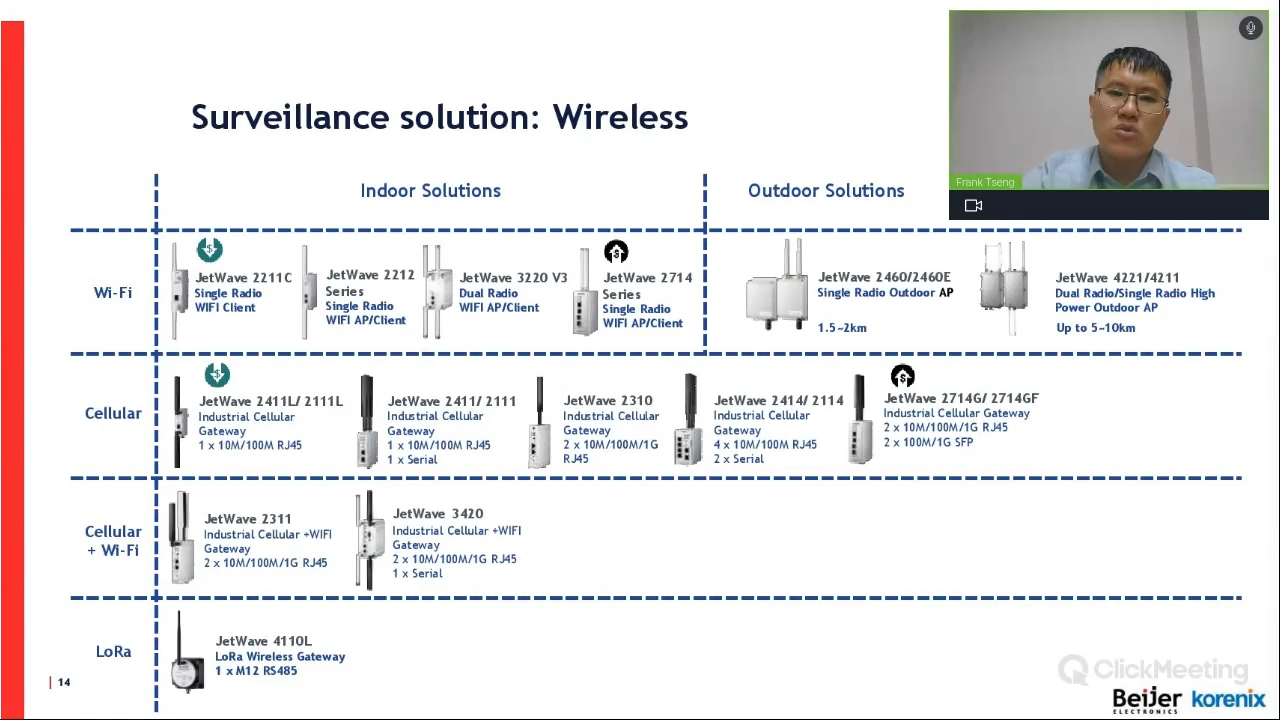 Surveillance solution: Wireless
Frank Tseng
Indoor Solutions
Outdoor Solutions
Wi-Fi
JetWave 2211C
Single Radio
WIFI Client
JetWave 2212
Series
Single Radio
WIFI AP/Client
JetWave 3220 V3
Dual Radio
WIFI AP/Client
JetWave 2714
Series
Single Radio
WIFI AP/Client
JetWave 2460/2460E
Single Radio Outdoor AP
1.5~2km
JetWave 4221/4211
Dual Radio/Single Radio High
Power Outdoor AP
Up to 5~10km
Cellular
JetWave 2411L/ 2111L
Industrial Cellular
Gateway
1 x 10M/100M RJ45
JetWave 2411/ 2111
Industrial Cellular
Gateway
1 x 10M/100M RJ45
1 x Serial
JetWave 2310
Industrial Cellular
Gateway
2 x 10M/100M/1G
RJ45
JetWave 2414/ 2114
Industrial Cellular
Gateway
4 x 10M/100M RJ45
2 x Serial
JetWave 2714G/ 2714GF
Industrial Cellular Gateway
2 x 10M/100M/1G RJ45
2 x 100M/1G SFP
Cellular
+ Wi-Fi
JetWave 2311
Industrial Cellular +WIFI
Gateway
2 x 10M/100M/1G RJ45
JetWave 3420
Industrial Cellular +WIFI
Gateway
2 x 10M/100M/1G RJ45
1 x Serial
LoRa
JetWave 4110L
LoRa Wireless Gateway
1 x M12 RS485
14
ClickMeeting
Beijer
ELECTRONICS
korenix